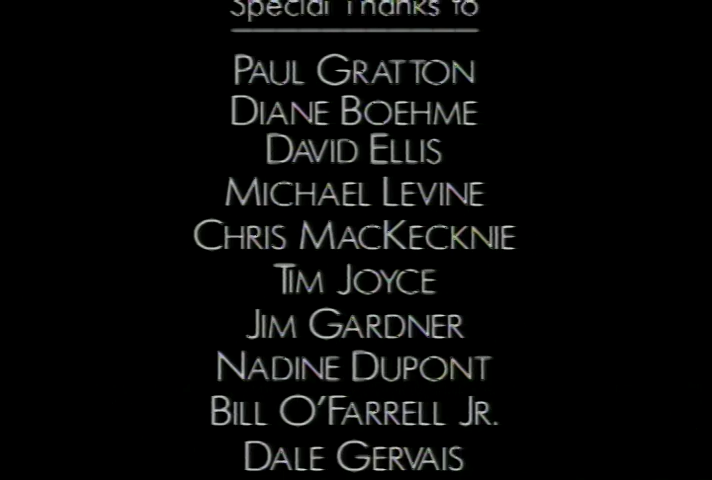 Special Thanks to
PAUL GRATTON
DIANE BOEHME
DAVID ELLIS
MICHAEL LEVINE
CHRIS MACKECKNIE
TIM JOYCE
JIM GARDNER
NADINE DUPONT
BILL O'FARRELL JR.
DALE GERVAIS